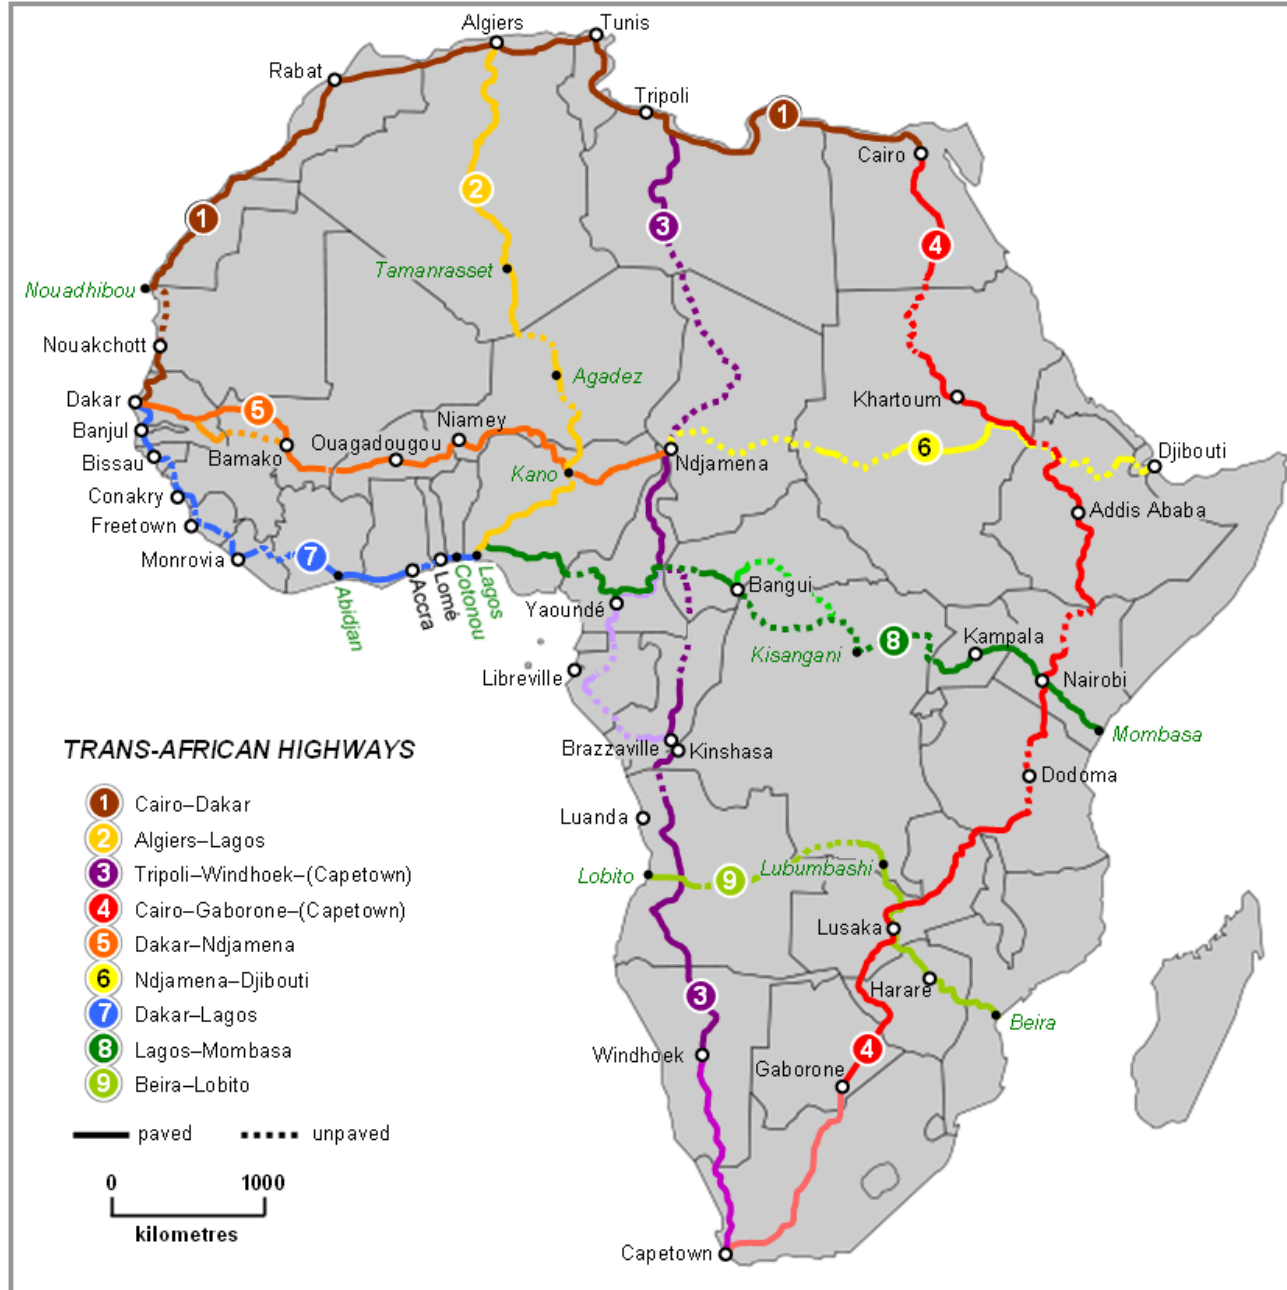 Algiers
Tunis
Rabat
Tripoli
1
Cairo
2
1
3
4
Tamanrasset
Nouadhibou
Nouakchott
Agadez
Dakar
5
Khartoum
Banjul
Niamey
Ouagadougou
Bamako
6
Djibouti
Bissau
Kano
Ndjamena
Conakry
Addis Ababa
Freetown
Monrovia
7
Abidjan
Accra
Lomé
Cotonou
Lagos
Yaoundé
Bangui
Kampala
Kisangani
8
Libreville
Nairobi
Mombasa
Brazzaville
Kinshasa
Dodoma
Luanda
Lobito
9
Lubumbashi
Lusaka
Harare
3
Beira
Windhoek
4
Gaborone
Capetown
TRANS-AFRICAN HIGHWAYS
1 Cairo–Dakar
2 Algiers–Lagos
3 Tripoli–Windhoek–(Capetown)
4 Cairo–Gaborone–(Capetown)
5 Dakar–Ndjamena
6 Ndjamena–Djibouti
7 Dakar–Lagos
8 Lagos–Mombasa
9 Beira–Lobito
paved unpaved
0 1000
kilometres